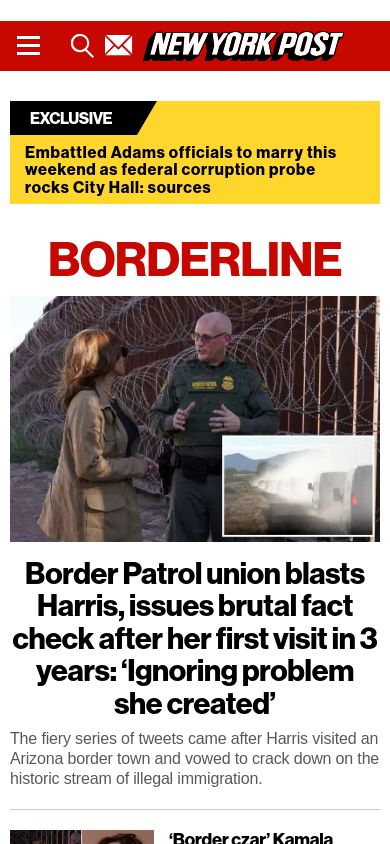 NEW YORK POST
EXCLUSIVE
Embattled Adams officials to marry this
weekend as federal corruption probe
rocks City Hall: sources
BORDERLINE
BORDER PATROL
Border Patrol union blasts
Harris, issues brutal fact
check after her first visit in 3
years: ‘Ignoring problem
she created’
The fiery series of tweets came after Harris visited an
Arizona border town and vowed to crack down on the
historic stream of illegal immigration.
‘Border czar’ Kamala